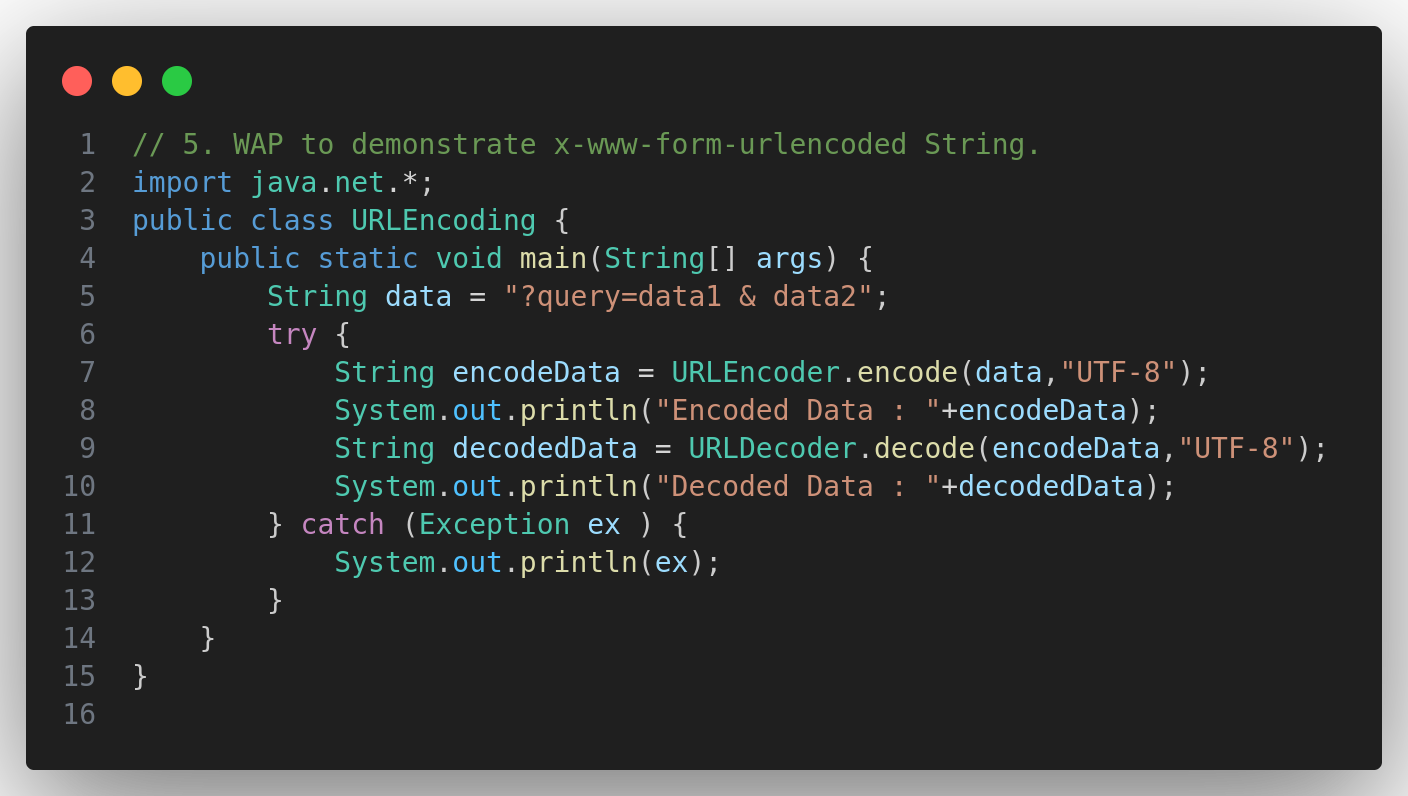 1 // 5. WAP to demonstrate x-www-form-urlencoded String.
2 import java.net.*;
3 public class URLEncoding {
4     public static void main(String[] args) {
5         String data = "?query=data1 & data2";
6         try {
7             String encodeData = URLEncoder.encode(data,"UTF-8");
8             System.out.println("Encoded Data : "+encodeData);
9             String decodedData = URLDecoder.decode(encodeData,"UTF-8");
10             System.out.println("Decoded Data : "+decodedData);
11         } catch (Exception ex ) {
12             System.out.println(ex);
13         }
14     }
15 }
16